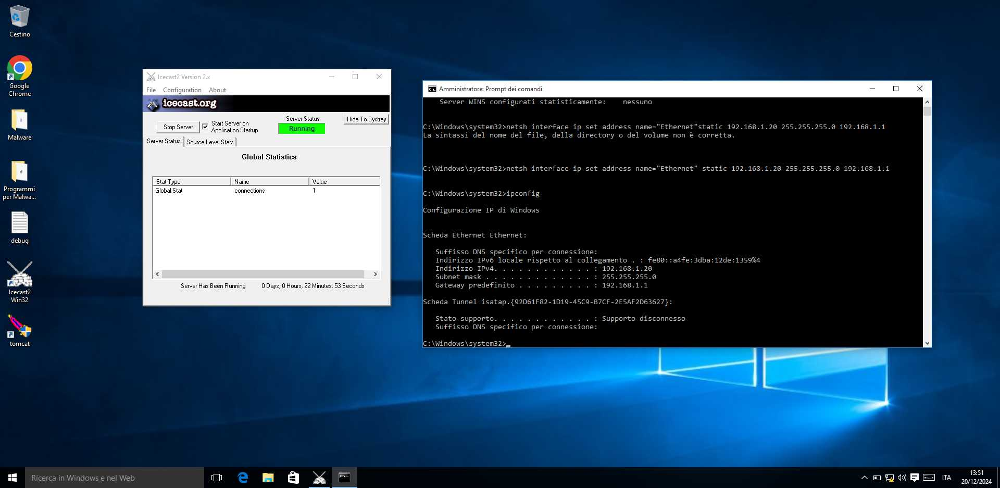 Cestino
Google
Chrome
Malware
Programmi
per Malwa...
debug
Icecast2
Win32
tomcat
Icecast2 Version 2.x
File Configuration About
icecast.org
Stop Server
Start Server on
Application Startup
Server Status
Running
Hide To Systray
Server Status Source Level Stats
Global Statistics
Stat Type Name Value
Global Stat connections 1
Server Has Been Running 0 Days, 0 Hours, 22 Minutes, 53 Seconds
Amministratore: Prompt dei comandi
Server WINS configurati statisticamente: nessuno
C:\Windows\system32>netsh interface ip set address name="Ethernet"static 192.168.1.20 255.255.255.0 192.168.1.1
La sintassi del nome del file, della directory o del volume non è corretta.
C:\Windows\system32>netsh interface ip set address name="Ethernet" static 192.168.1.20 255.255.255.0 192.168.1.1
C:\Windows\system32>ipconfig
Configurazione IP di Windows
Scheda Ethernet Ethernet:
Suffisso DNS specifico per connessione:
Indirizzo IPv6 locale rispetto al collegamento . : fe80::a4fe:3dba:12de:1359%4
Indirizzo IPv4. . . . . . . . . . . . : 192.168.1.20
Subnet mask . . . . . . . . . . . . . : 255.255.255.0
Gateway predefinito . . . . . . . . . : 192.168.1.1
Scheda Tunnel isatap.{92D61F82-1D19-45C9-B7CF-2E5AF2D63627}:
Stato supporto. . . . . . . . . . . . : Supporto disconnesso
Suffisso DNS specifico per connessione:
C:\Windows\system32>
Ricerca in Windows e nel Web
ITA
13:51
20/12/2024